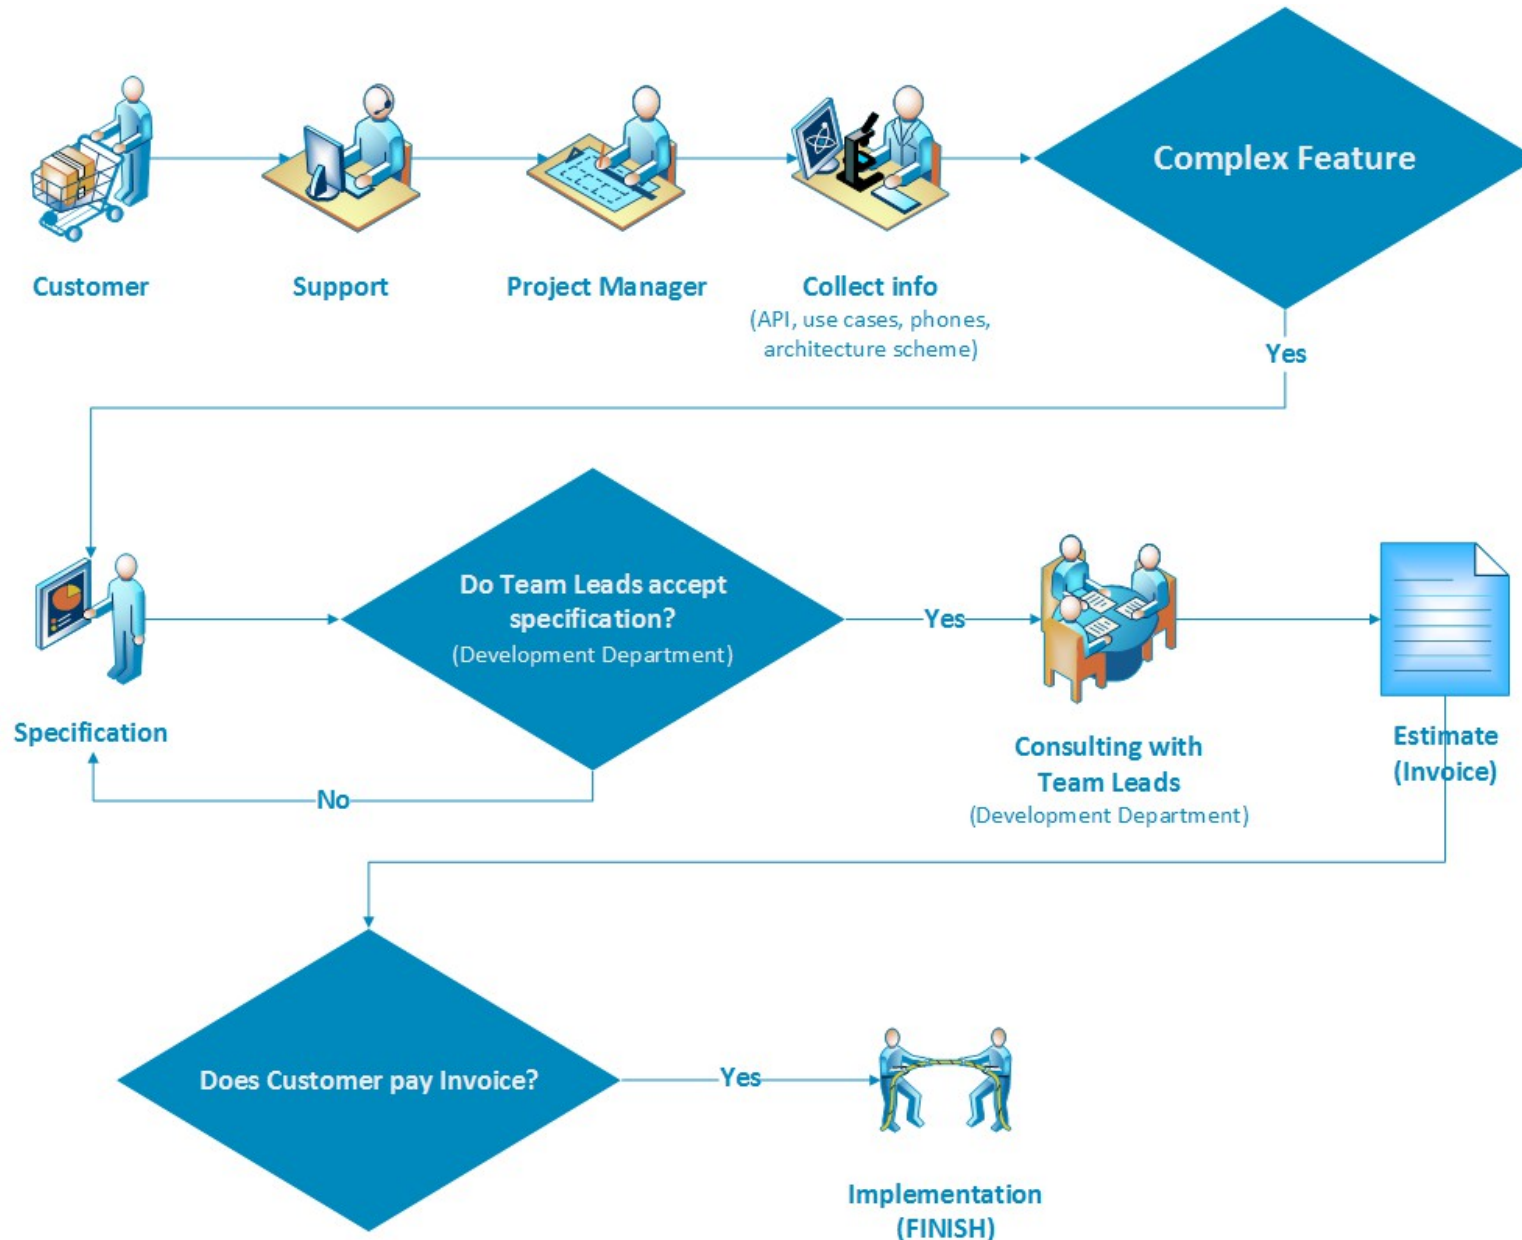 Complex Feature
Customer
Support
Project Manager
Collect info
(API, use cases, phones,
architecture scheme)
Yes
Do Team Leads accept
specification?
(Development Department)
Yes
Specification
No
Consulting with
Team Leads
(Development Department)
Estimate
(Invoice)
Does Customer pay Invoice?
Yes
Implementation
(FINISH)